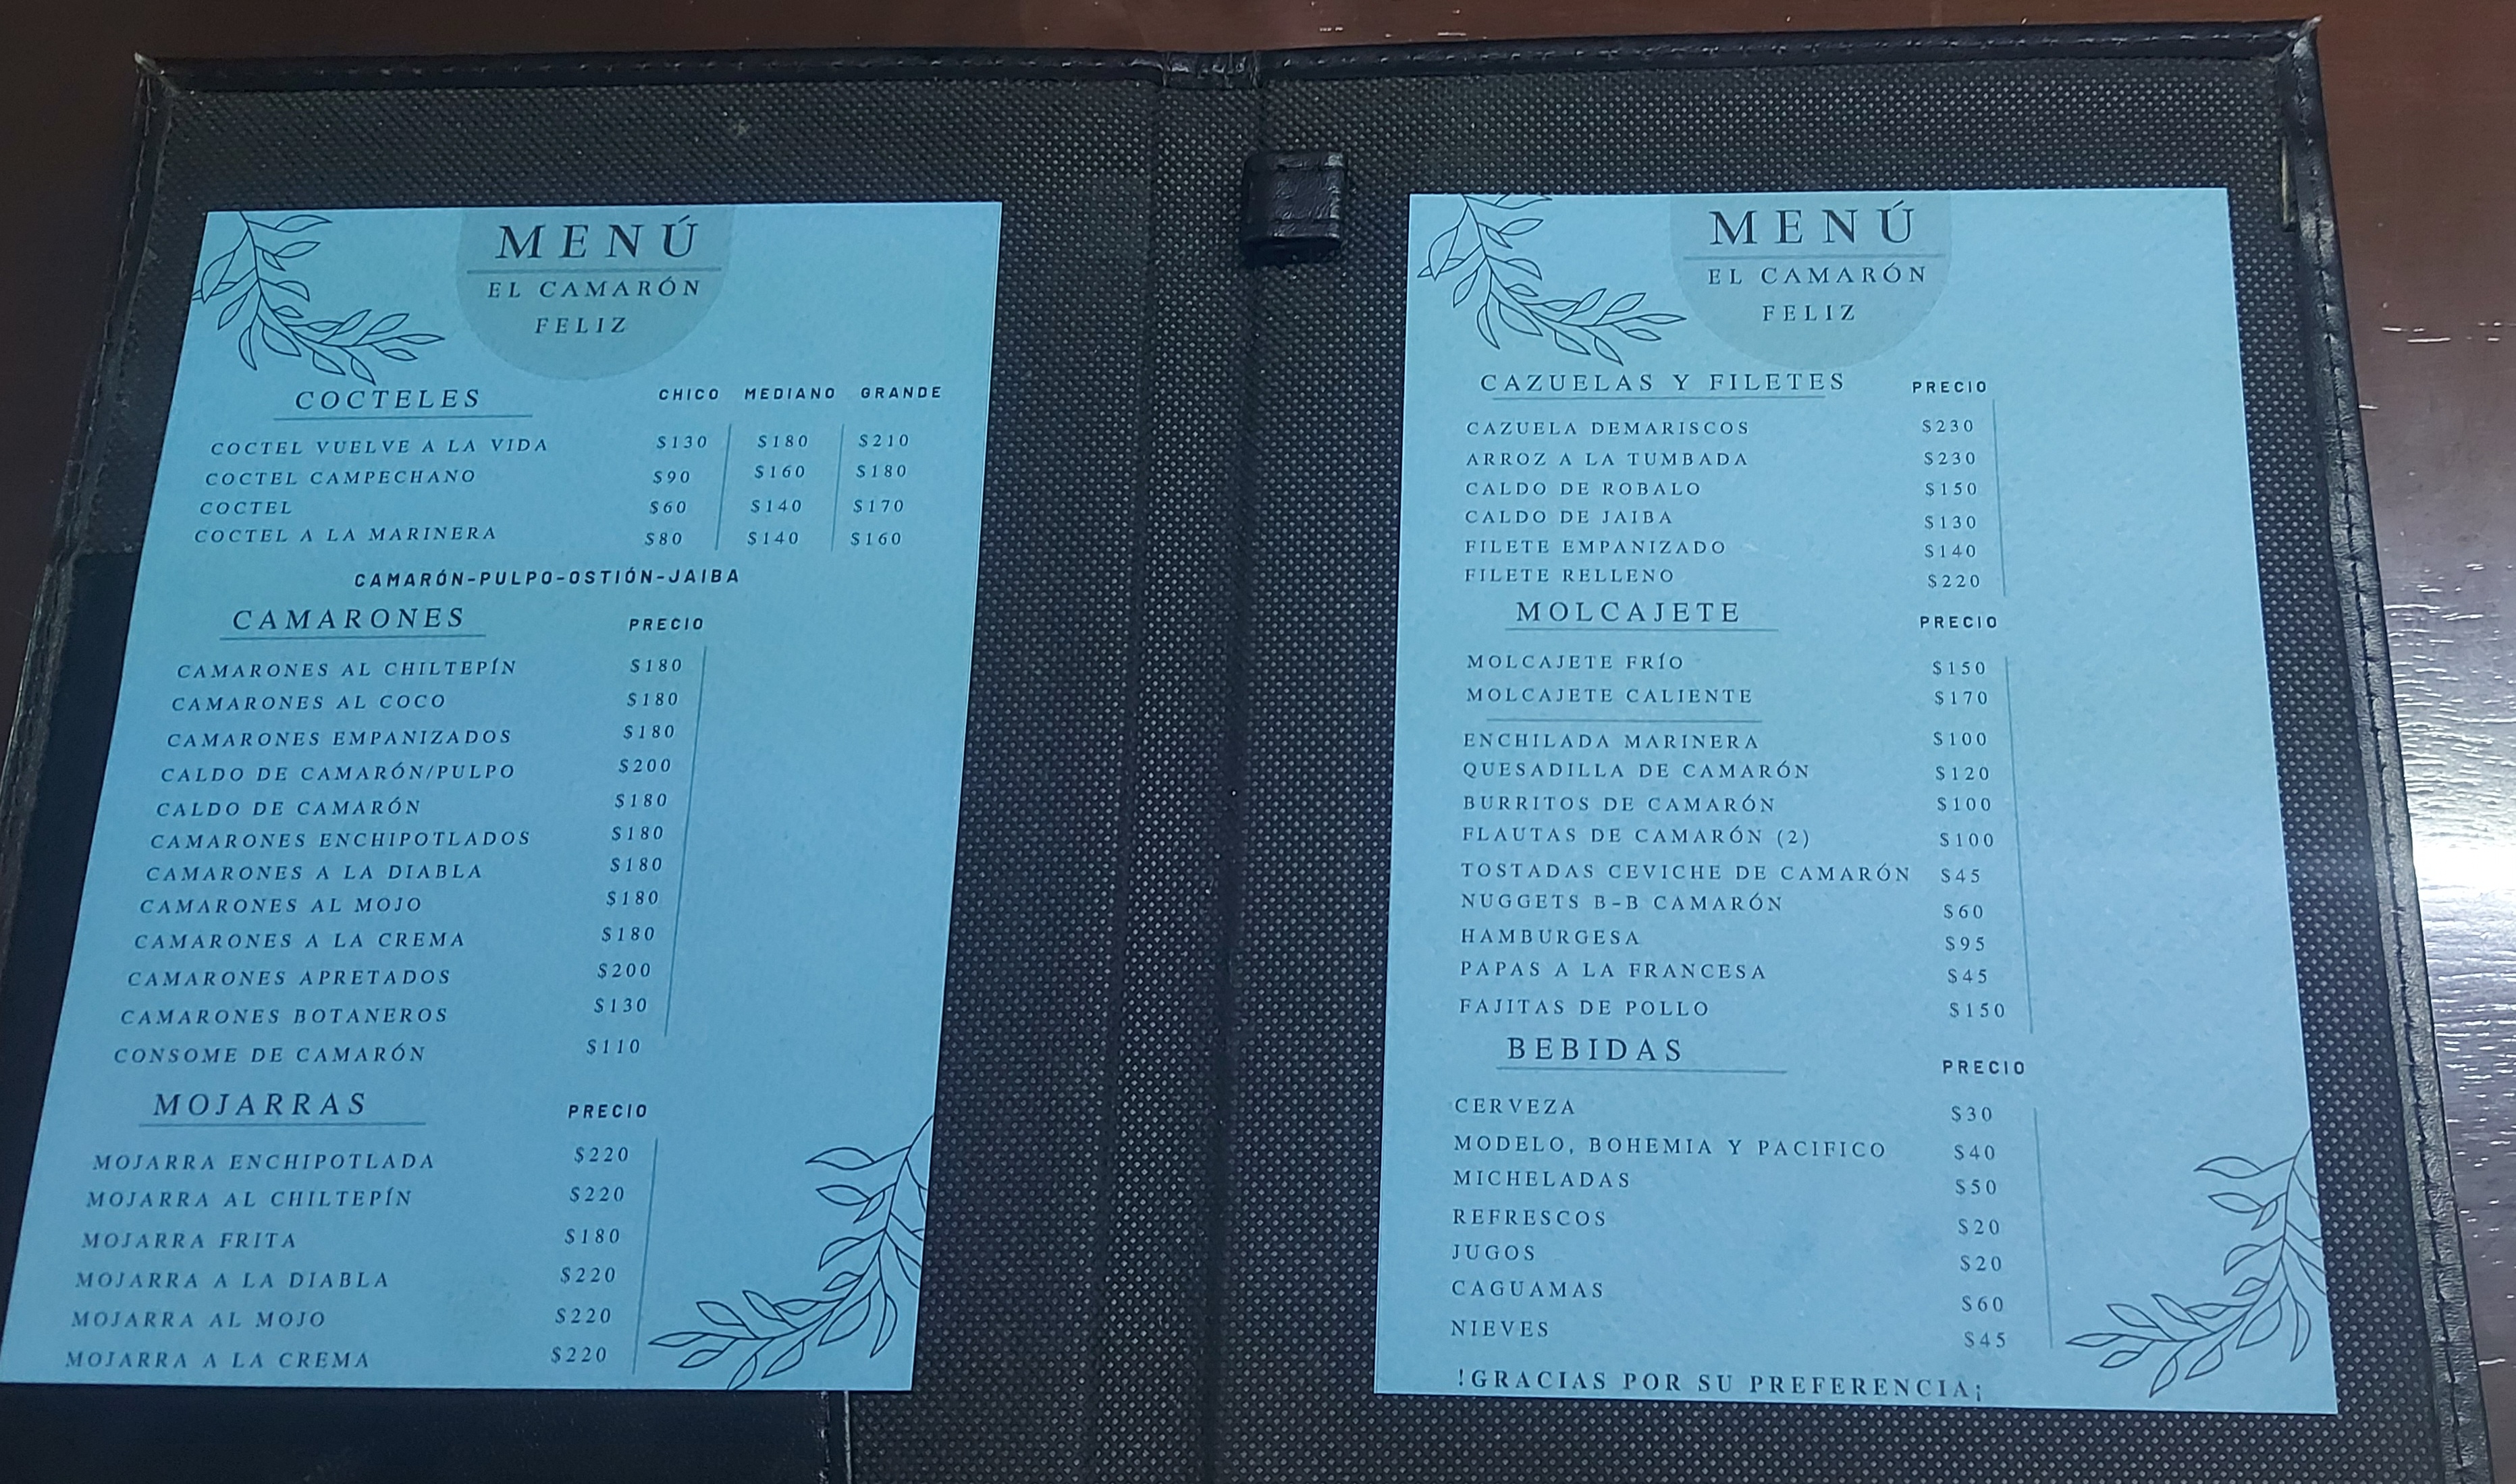 MENÚ
EL CAMARÓN
FELIZ
COCTELES CHICO MEDIANO GRANDE
COCTEL VUELVE A LA VIDA $130 $180 $210
COCTEL CAMPECHANO $90 $160 $180
COCTEL $60 $140 $170
COCTEL A LA MARINERA $80 $140 $160
CAMARÓN-PULPO-OSTIÓN-JAIBA
CAMARONES PRECIO
CAMARONES AL CHILTEPÍN $180
CAMARONES AL COCO $180
CAMARONES EMPANIZADOS $180
CALDO DE CAMARÓN/PULPO $200
CALDO DE CAMARÓN $180
CAMARONES ENCHIPOTLADOS $180
CAMARONES A LA DIABLA $180
CAMARONES AL MOJO $180
CAMARONES A LA CREMA $180
CAMARONES APRETADOS $200
CAMARONES BOTANEROS $130
CONSOME DE CAMARÓN $110
MOJARRAS PRECIO
MOJARRA ENCHIPOTLADA $220
MOJARRA AL CHILTEPÍN $220
MOJARRA FRITA $180
MOJARRA A LA DIABLA $220
MOJARRA AL MOJO $220
MOJARRA A LA CREMA $220
MENÚ
EL CAMARÓN
FELIZ
CAZUELAS Y FILETES PRECIO
CAZUELA DEMARISCOS $230
ARROZ A LA TUMBADA $230
CALDO DE ROBALO $150
CALDO DE JAIBA $130
FILETE EMPANIZADO $140
FILETE RELLENO $220
MOLCAJETE PRECIO
MOLCAJETE FRÍO $150
MOLCAJETE CALIENTE $170
ENCHILADA MARINERA $100
QUESADILLA DE CAMARÓN $120
BURRITOS DE CAMARÓN $100
FLAUTAS DE CAMARÓN (2) $100
TOSTADAS CEVICHE DE CAMARÓN $45
NUGGETS B-B CAMARÓN $60
HAMBURGESA $95
PAPAS A LA FRANCESA $45
FAJITAS DE POLLO $150
BEBIDAS PRECIO
CERVEZA $30
MODELO, BOHEMIA Y PACIFICO $40
MICHELADAS $50
REFRESCOS $20
JUGOS $20
CAGUAMAS $60
NIEVES $45
!GRACIAS POR SU PREFERENCIA¡